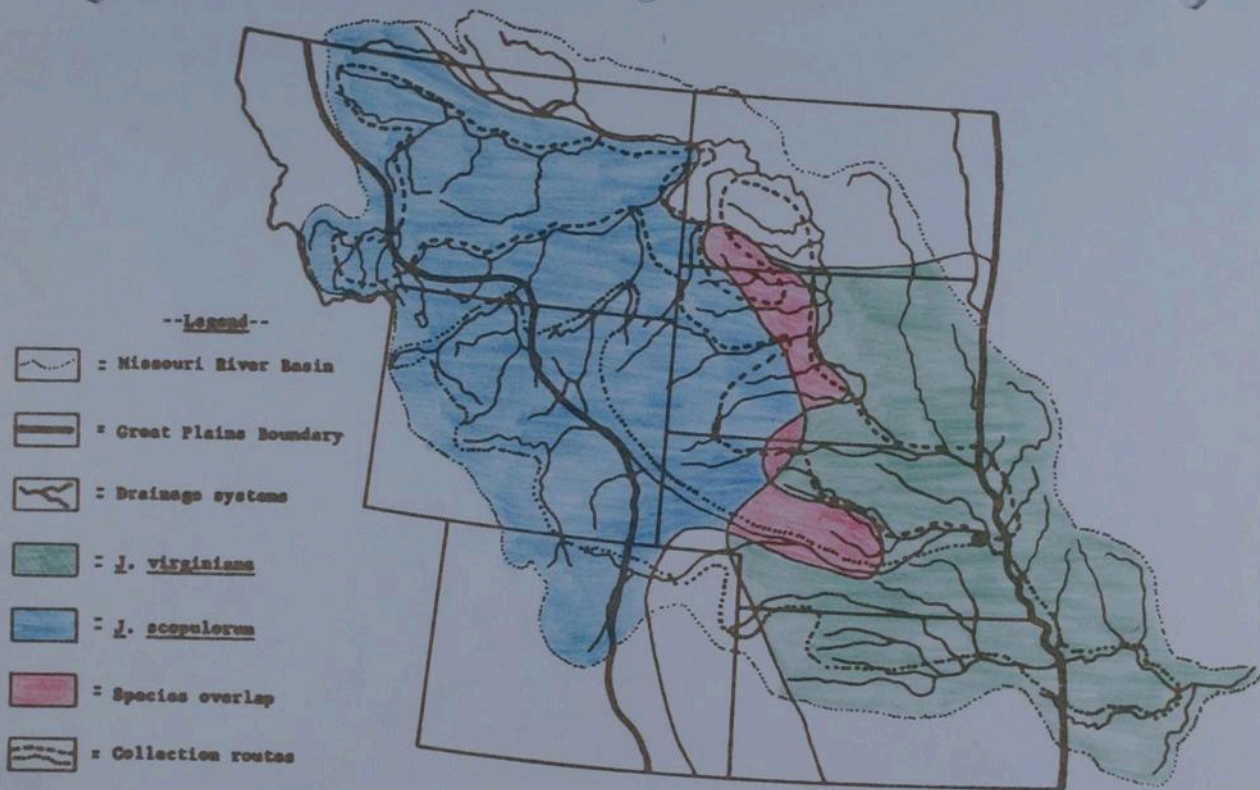 --Legend--
= Missouri River Basin
= Great Plains Boundary
= Drainage systems
= J. virginiana
= J. scopulorum
= Species overlap
= Collection routes